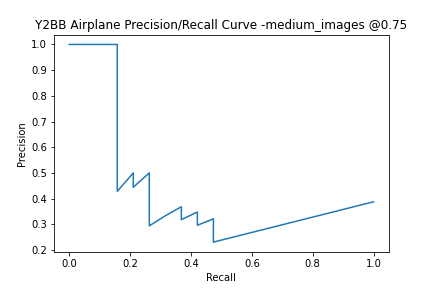 Y2BB Airplane Precision/Recall Curve -medium_images @0.75
1.0
0.9
0.8
0.7
0.6
0.5
0.4
0.3
0.2
Precision
0.0 0.2 0.4 0.6 0.8 1.0
Recall